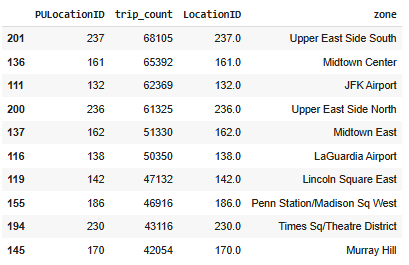 PULocationID trip_count LocationID zone
201 237 68105 237.0 Upper East Side South
136 161 65392 161.0 Midtown Center
111 132 62369 132.0 JFK Airport
200 236 61325 236.0 Upper East Side North
137 162 51330 162.0 Midtown East
116 138 50350 138.0 LaGuardia Airport
119 142 47132 142.0 Lincoln Square East
155 186 46916 186.0 Penn Station/Madison Sq West
194 230 43116 230.0 Times Sq/Theatre District
145 170 42054 170.0 Murray Hill